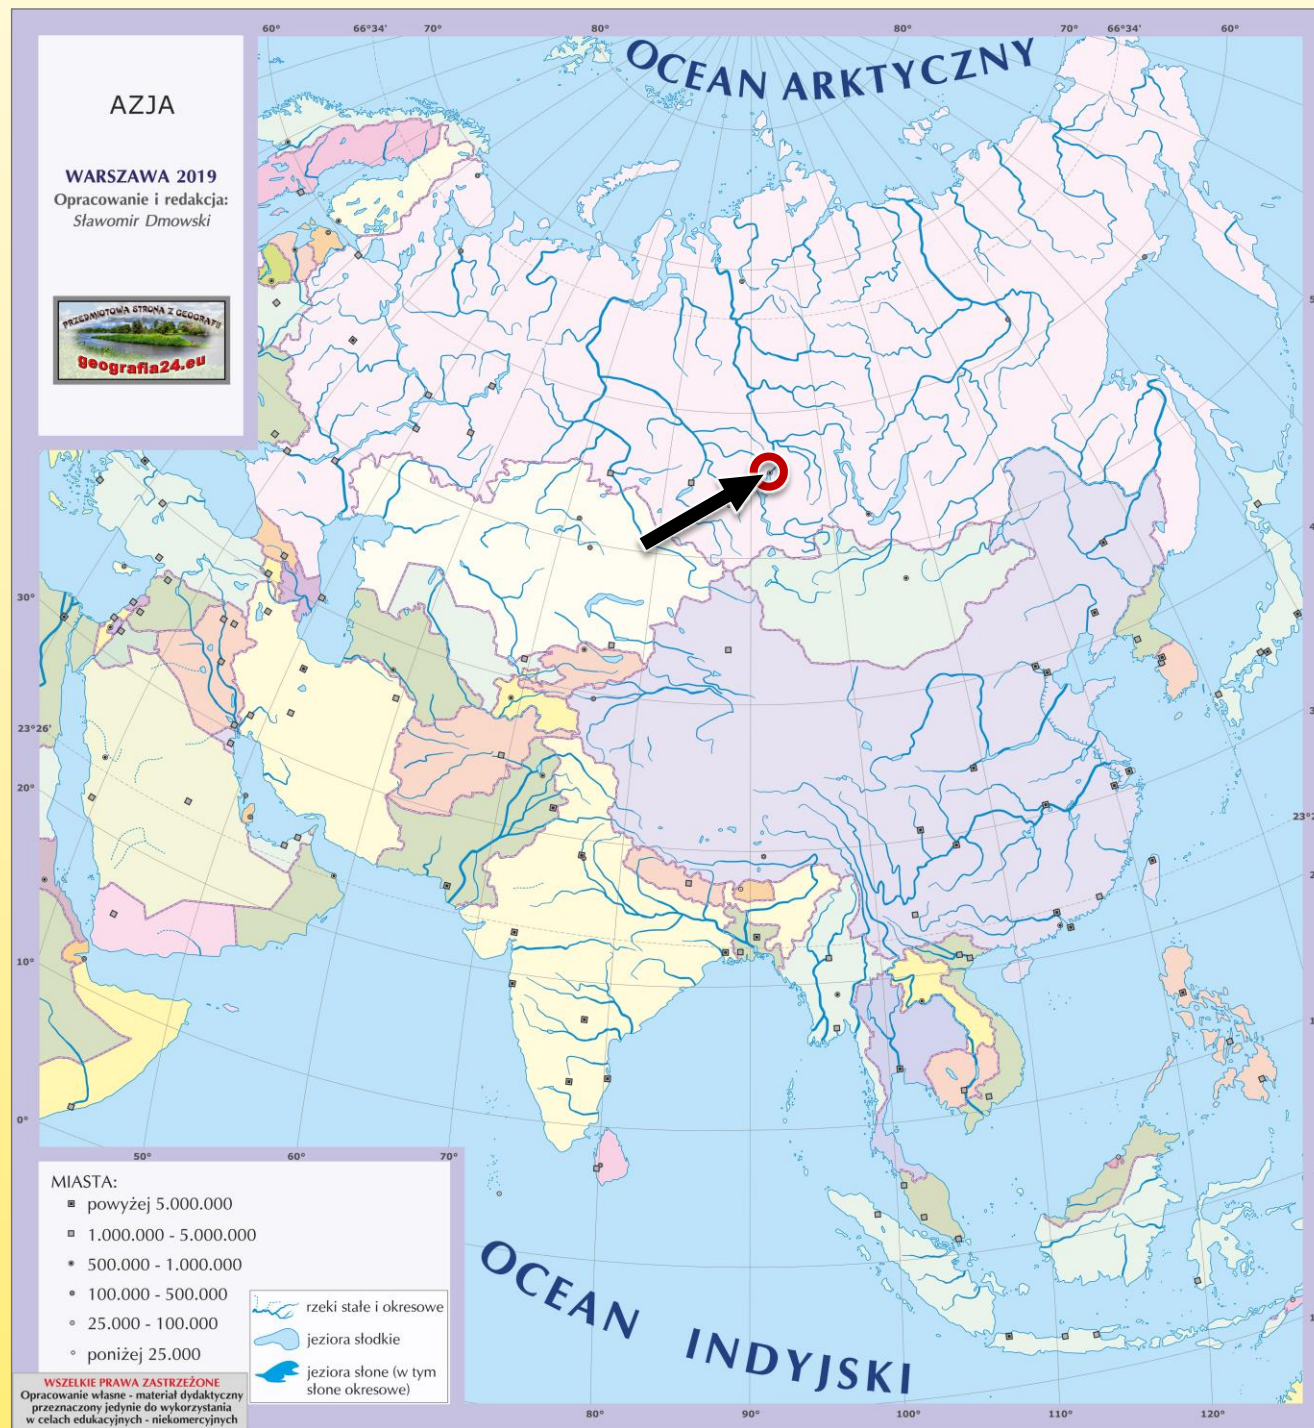 60°
66°34'
70°
80°
80°
70°
66°34'
60°
OCEAN ARKTYCZNY
AZJA
WARSZAWA 2019
Opracowanie i redakcja:
Sławomir Dmowski
PRZEDMIOTOWA STRONA Z GEOGRAFII
geografia24.eu
30°
23°26'
20°
10°
0°
50°
60°
70°
MIASTA:
powyżej 5.000.000
1.000.000 - 5.000.000
500.000 - 1.000.000
100.000 - 500.000
25.000 - 100.000
poniżej 25.000
rzeki stałe i okresowe
jeziora słodkie
jeziora słone (w tym
słone okresowe)
OCEAN INDYJSKI
WSZELKIE PRAWA ZASTRZEŻONE
Opracowanie własne - materiał dydaktyczny
przeznaczony jedynie do wykorzystania
w celach edukacyjnych - niekomercyjnych
80°
90°
100°
110°
120°